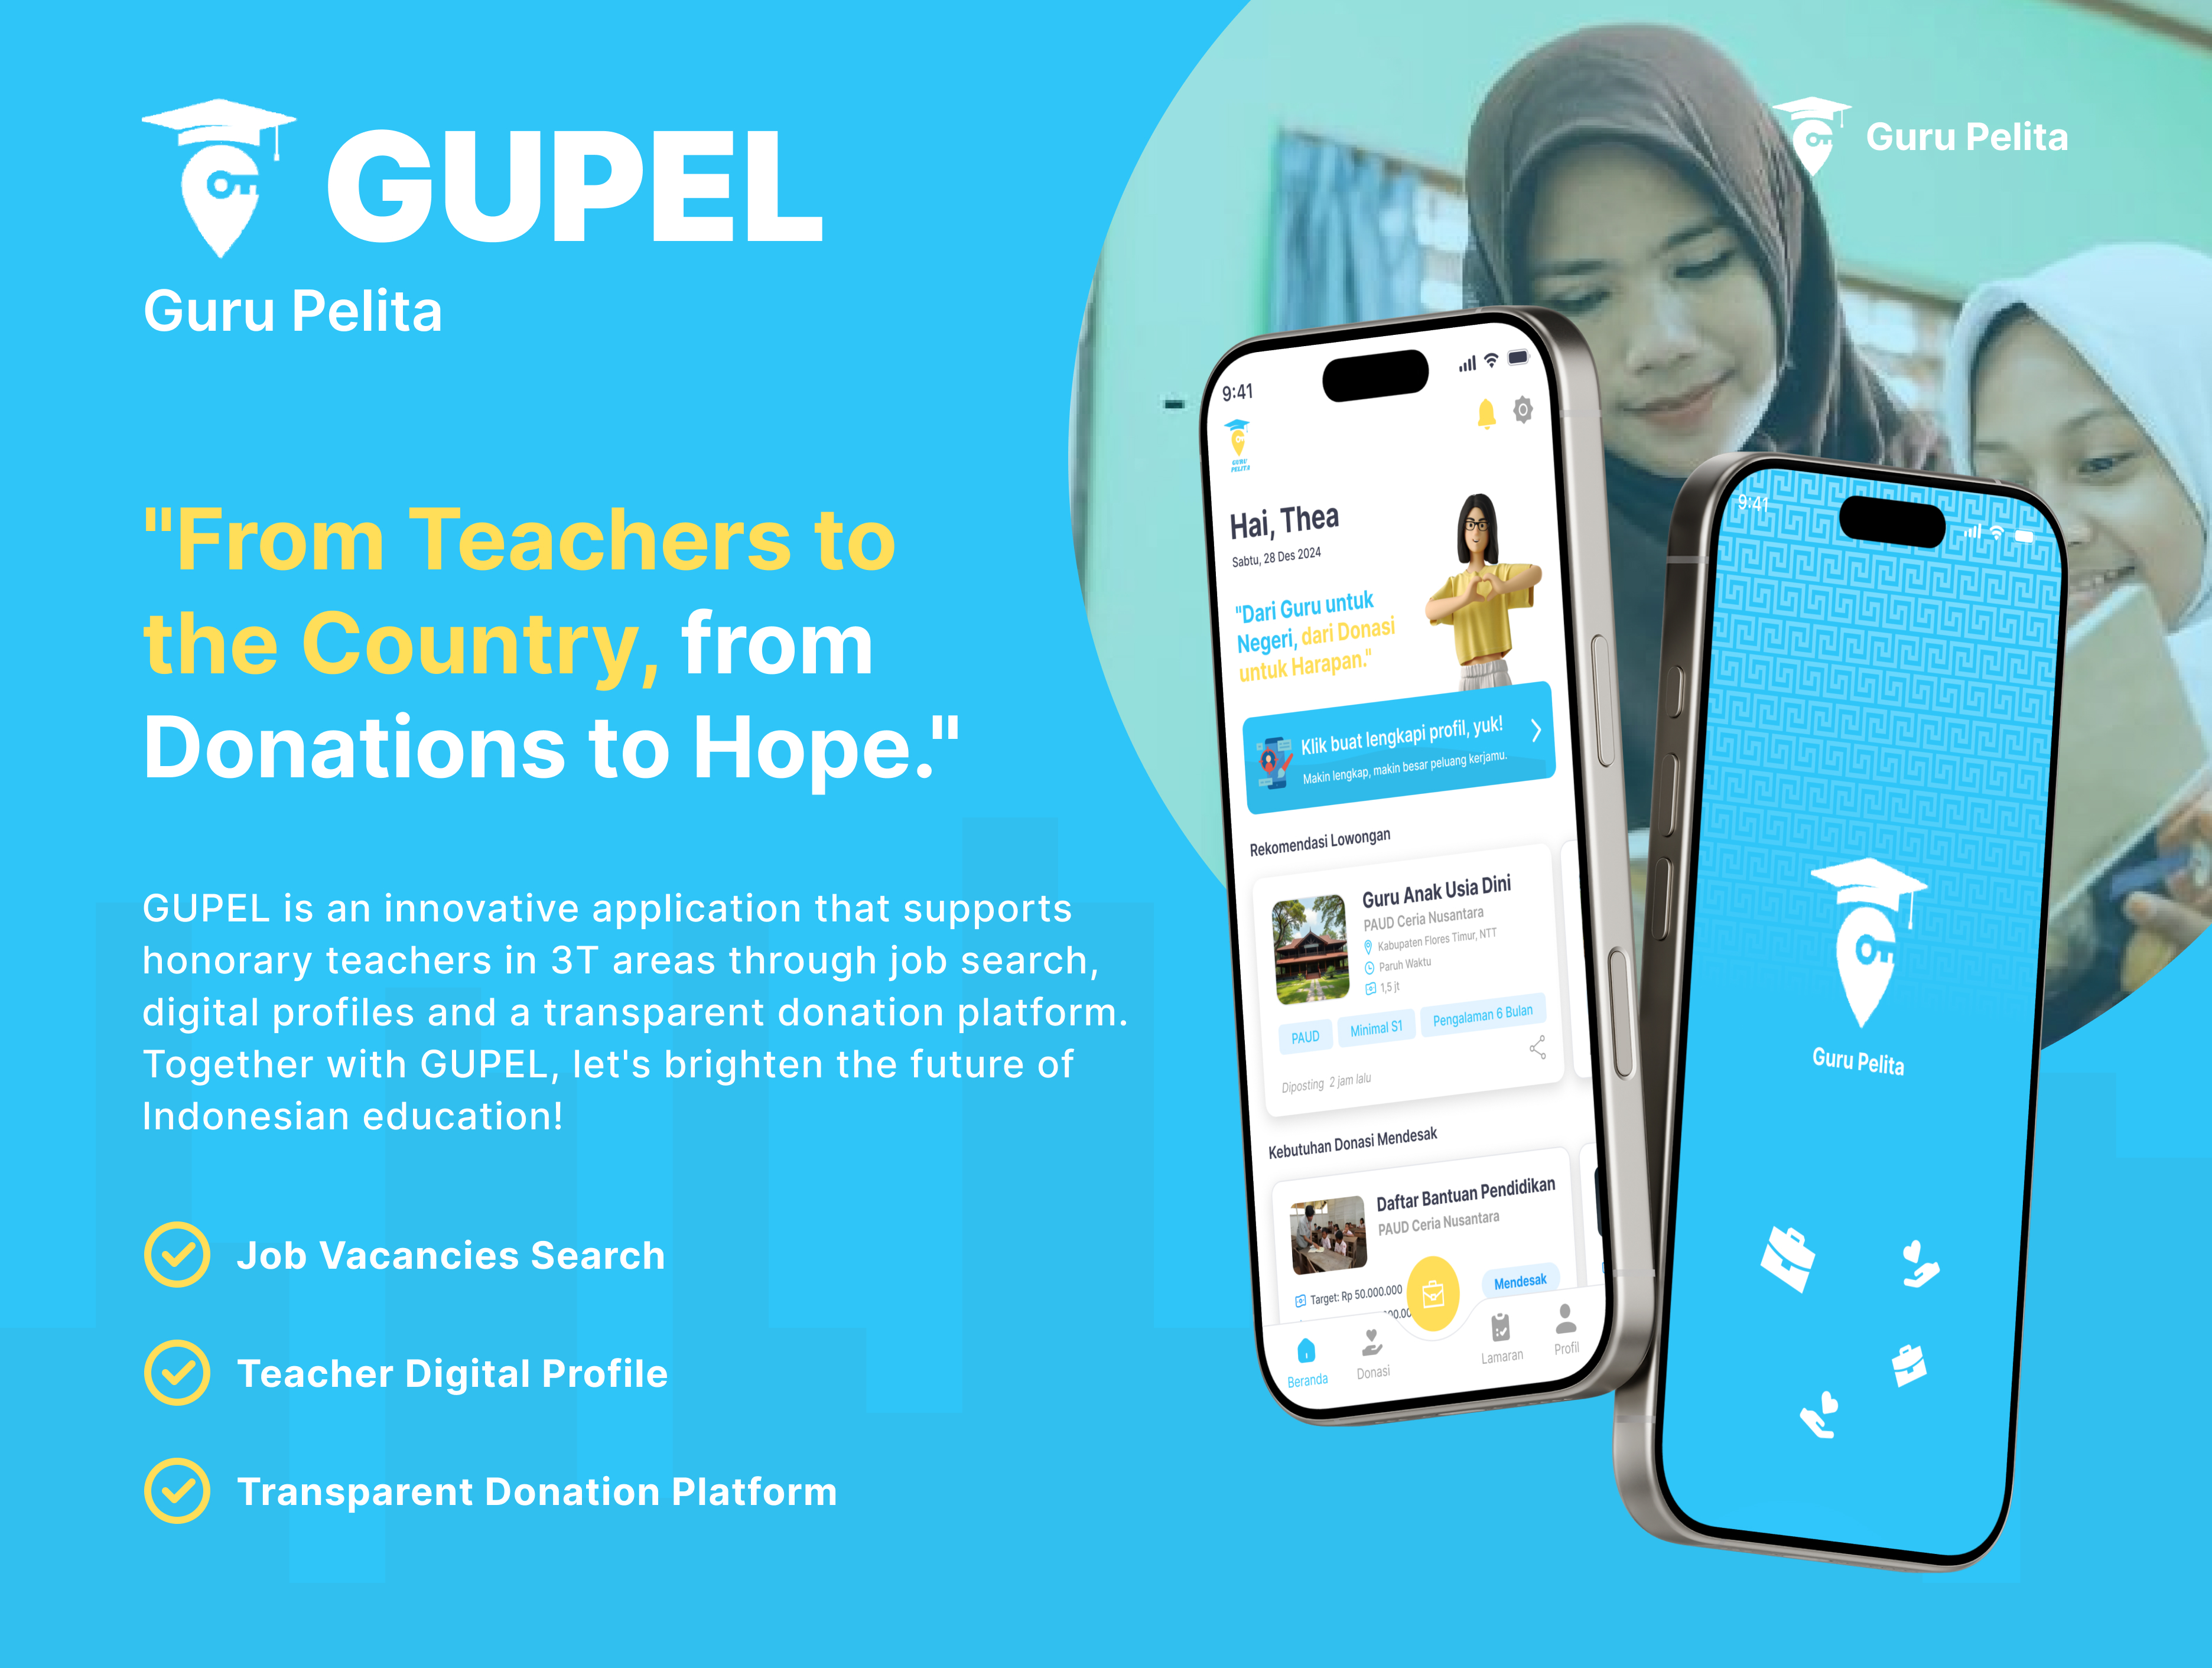 GUPEL
Guru Pelita
Guru Pelita
"From Teachers to
the Country, from
Donations to Hope."
GUPEL is an innovative application that supports
honorary teachers in 3T areas through job search,
digital profiles and a transparent donation platform.
Together with GUPEL, let's brighten the future of
Indonesian education!
Job Vacancies Search
Teacher Digital Profile
Transparent Donation Platform
9:41
GURU
PELITA
Hai, Thea
Sabtu, 28 Des 2024
"Dari Guru untuk
Negeri, dari Donasi
untuk Harapan."
Klik buat lengkapi profil, yuk!
Makin lengkap, makin besar peluang kerjamu.
Rekomendasi Lowongan
Guru Anak Usia Dini
PAUD Ceria Nusantara
Kabupaten Flores Timur, NTT
Paruh Waktu
1,5 jt
PAUD
Minimal S1
Pengalaman 6 Bulan
Diposting 2 jam lalu
Kebutuhan Donasi Mendesak
Daftar Bantuan Pendidikan
PAUD Ceria Nusantara
Target: Rp 50.000.000
Mendesak
Beranda
Donasi
Lamaran
Profil
9:41
Guru Pelita